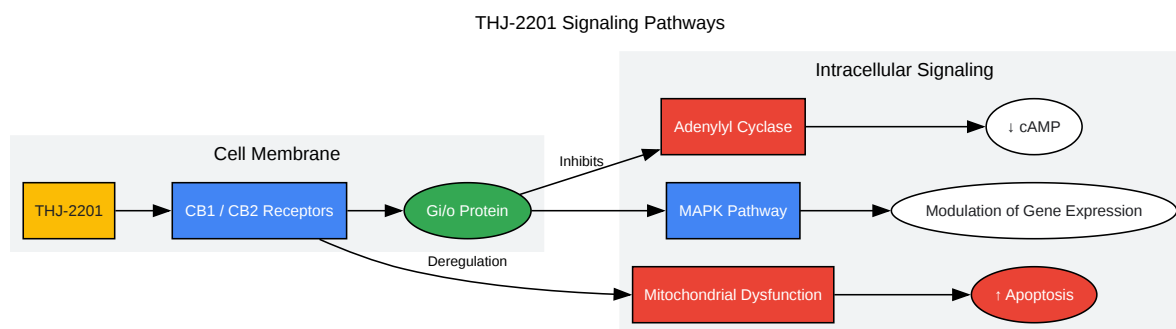 THJ-2201 Signaling Pathways
Intracellular Signaling
Cell Membrane
THJ-2201
CB1 / CB2 Receptors
Gi/o Protein
Inhibits
Deregulation
Adenylyl Cyclase
↓ cAMP
MAPK Pathway
Modulation of Gene Expression
Mitochondrial Dysfunction
↑ Apoptosis